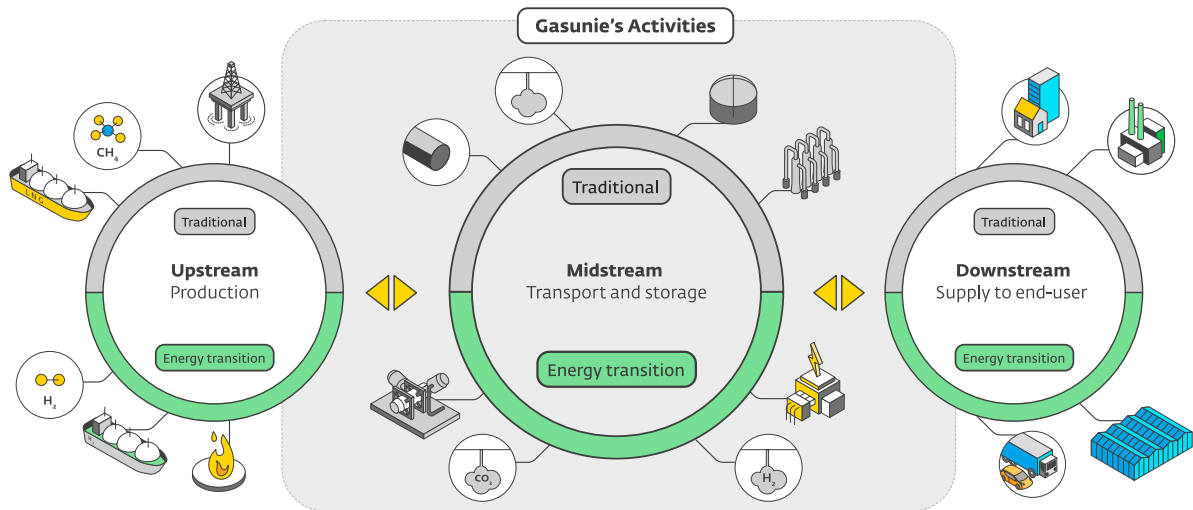 Gasunie's Activities
CH₄
LNG
Traditional
Upstream
Production
Energy transition
H₂
H₂
Traditional
Midstream
Transport and storage
Energy transition
CO₂
H₂
Traditional
Downstream
Supply to end-user
Energy transition